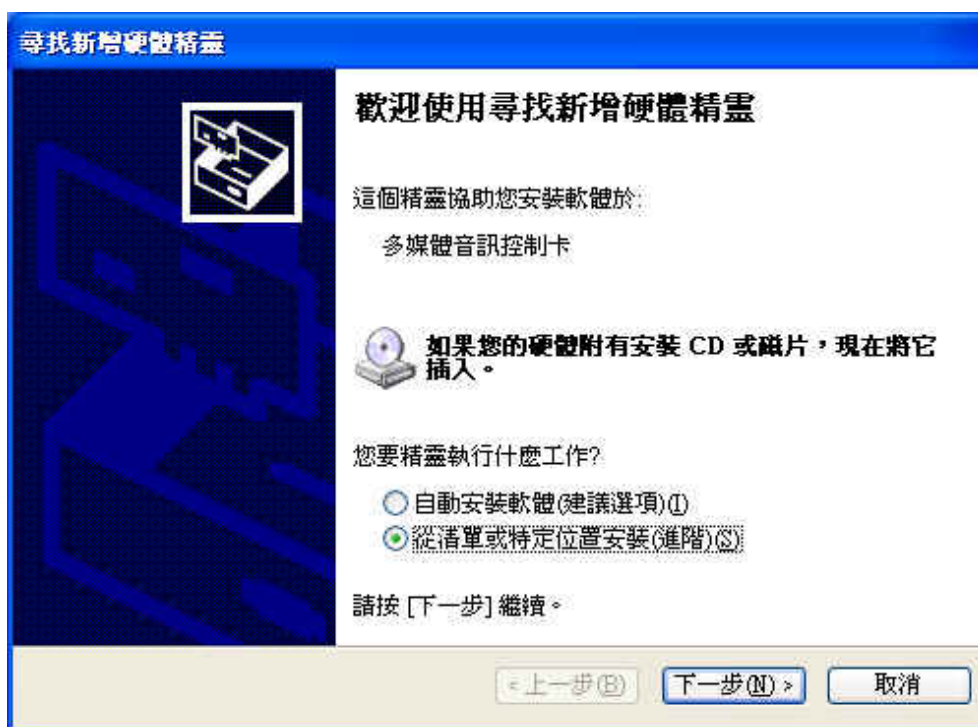 尋找新增硬體精靈
歡迎使用尋找新增硬體精靈
這個精靈協助您安裝軟體於:
多媒體音訊控制卡
如果您的硬體附有安裝 CD 或磁片，現在將它
插入。
您要精靈執行什麼工作?
自動安裝軟體(建議選項)(I)
從清單或特定位置安裝(進階)(S)
請按 [下一步] 繼續。
<上一步(B) 下一步(N) > 取消